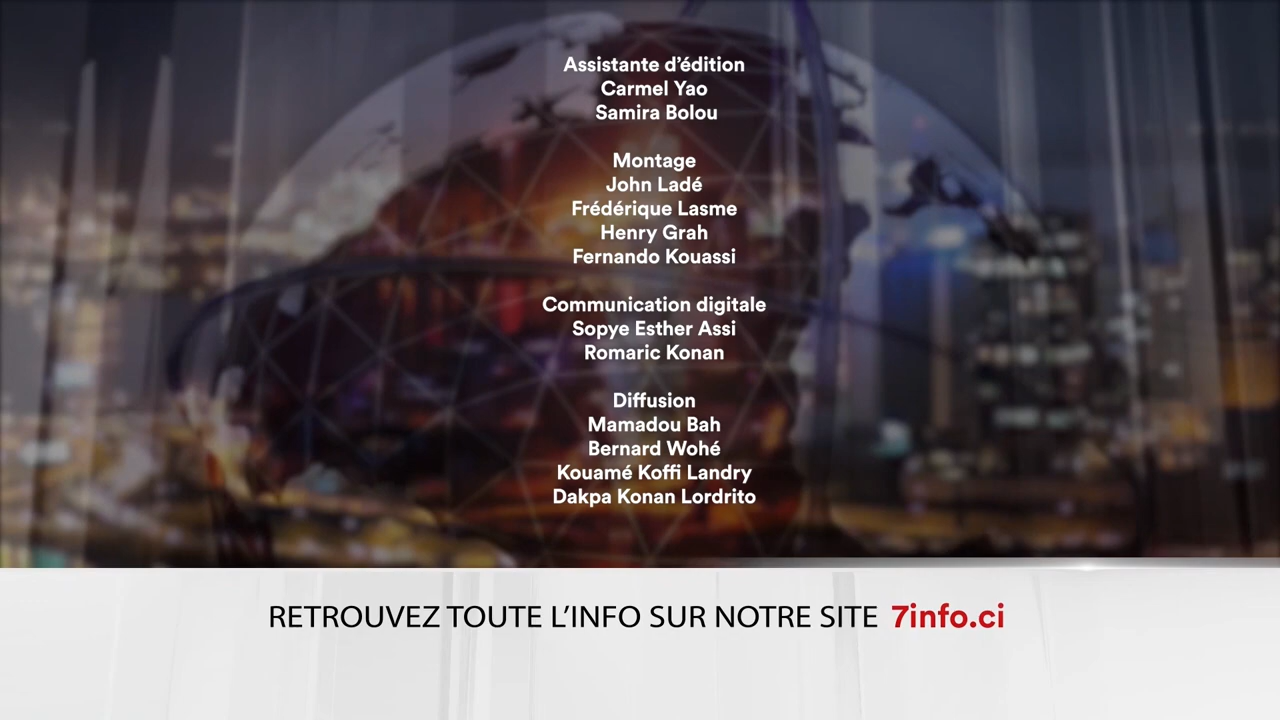 Assistante d’édition
Carmel Yao
Samira Bolou
Montage
John Ladé
Frédérique Lasme
Henry Grah
Fernando Kouassi
Communication digitale
Sopye Esther Assi
Romaric Konan
Diffusion
Mamadou Bah
Bernard Wohé
Kouamé Koffi Landry
Dakpa Konan Lordrito
RETROUVEZ TOUTE L’INFO SUR NOTRE SITE 7info.ci